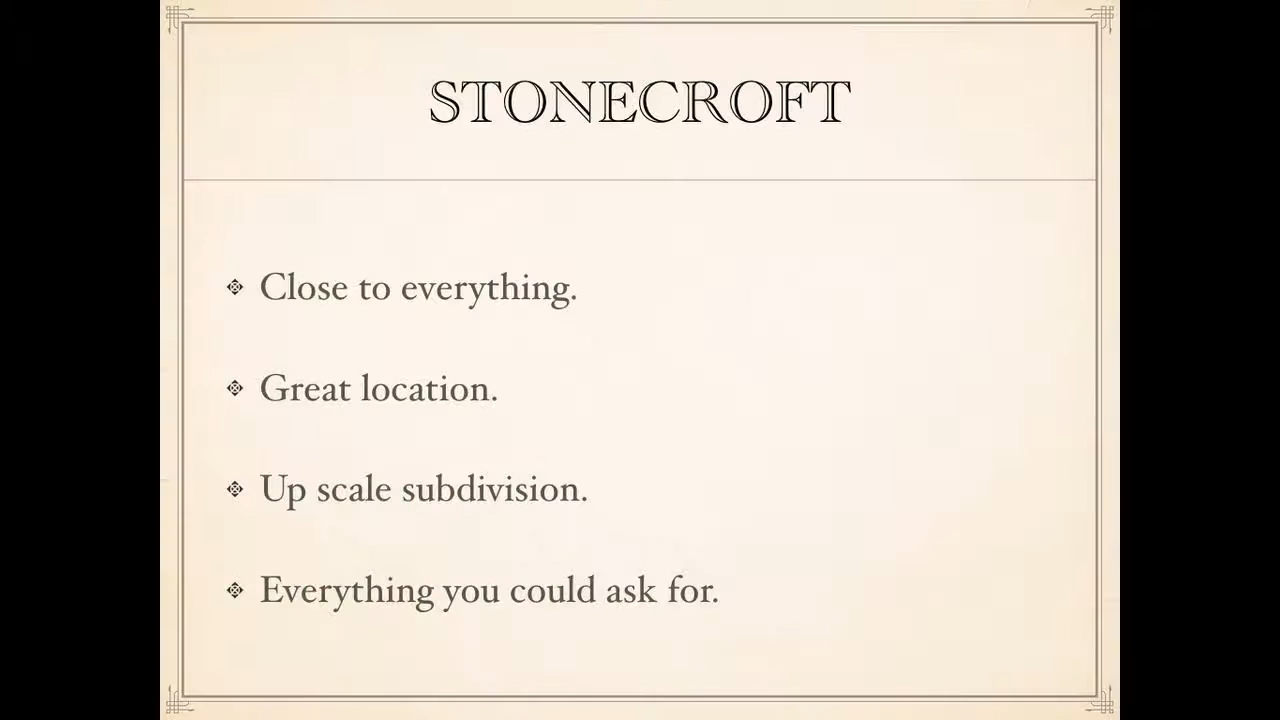 STONECROFT
Close to everything.
Great location.
Up scale subdivision.
Everything you could ask for.